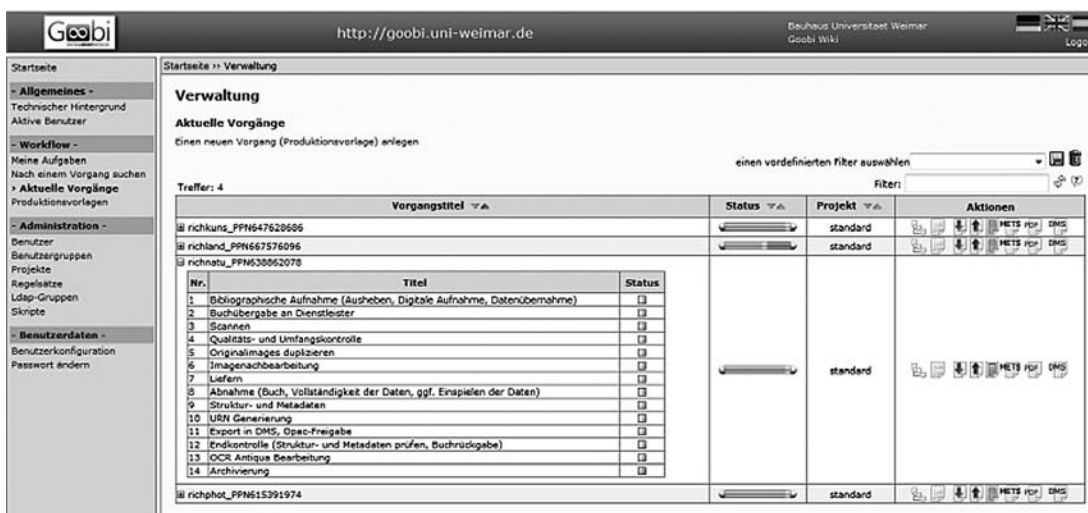 Goobi
http://goobi.uni-weimar.de
Bauhaus Universitaet Weimar
Goobi Wiki
Logo
Startseite
- Allgemeines -
Technischer Hintergrund
Aktive Benutzer
- Workflow -
Meine Aufgaben
Nach einem Vorgang suchen
› Aktuelle Vorgänge
Produktionsvorlagen
- Administration -
Benutzer
Benutzergruppen
Projekte
Regelsätze
Ldap-Gruppen
Skripte
- Benutzerdaten -
Benutzerkonfiguration
Passwort ändern
Startseite ›› Verwaltung
Verwaltung
Aktuelle Vorgänge
Einen neuen Vorgang (Produktionsvorlage) anlegen
einen vordefinierten Filter auswählen
Treffer: 4
Filter:
Vorgangstitel Status Projekt Aktionen
richkuns_PPN647628686 standard METS PDF DMS
richland_PPN667576096 standard METS PDF DMS
richnatu_PPN638862078
Nr. Titel Status
1 Bibliographische Aufnahme (Ausheben, Digitale Aufnahme, Datenübernahme)
2 Buchübergabe an Dienstleister
3 Scannen
4 Qualitäts- und Umfangskontrolle
5 Originalimages duplizieren
6 Imagenachbearbeitung
7 Liefern
8 Abnahme (Buch, Vollständigkeit der Daten, ggf. Einspielen der Daten)
9 Struktur- und Metadaten
10 URN Generierung
11 Export in DMS, Opac-Freigabe
12 Endkontrolle (Struktur- und Metadaten prüfen, Buchrückgabe)
13 OCR Antiqua Bearbeitung
14 Archivierung
standard METS PDF DMS
richphot_PPN615391974 standard METS PDF DMS